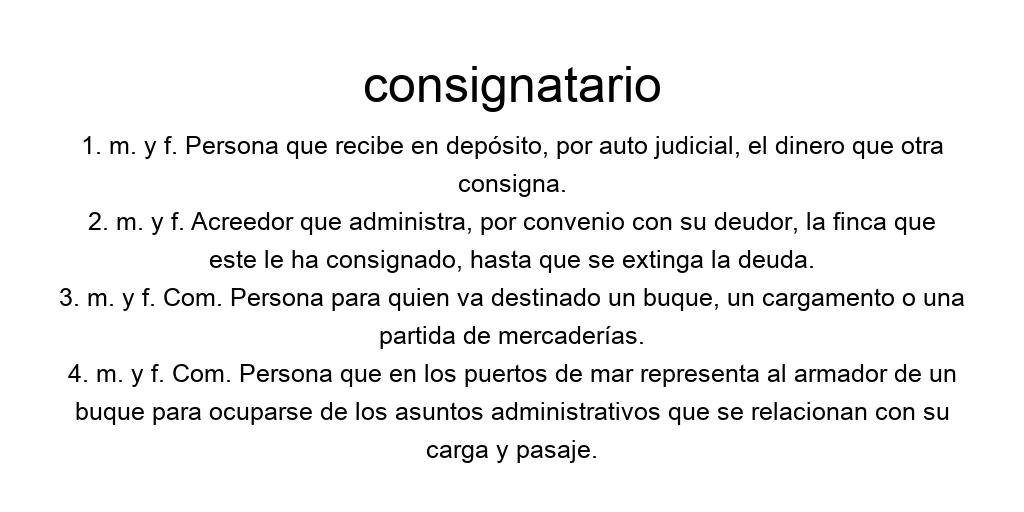 consignatario
1. m. y f. Persona que recibe en depósito, por auto judicial, el dinero que otra
consigna.
2. m. y f. Acreedor que administra, por convenio con su deudor, la finca que
este le ha consignado, hasta que se extinga la deuda.
3. m. y f. Com. Persona para quien va destinado un buque, un cargamento o una
partida de mercaderías.
4. m. y f. Com. Persona que en los puertos de mar representa al armador de un
buque para ocuparse de los asuntos administrativos que se relacionan con su
carga y pasaje.